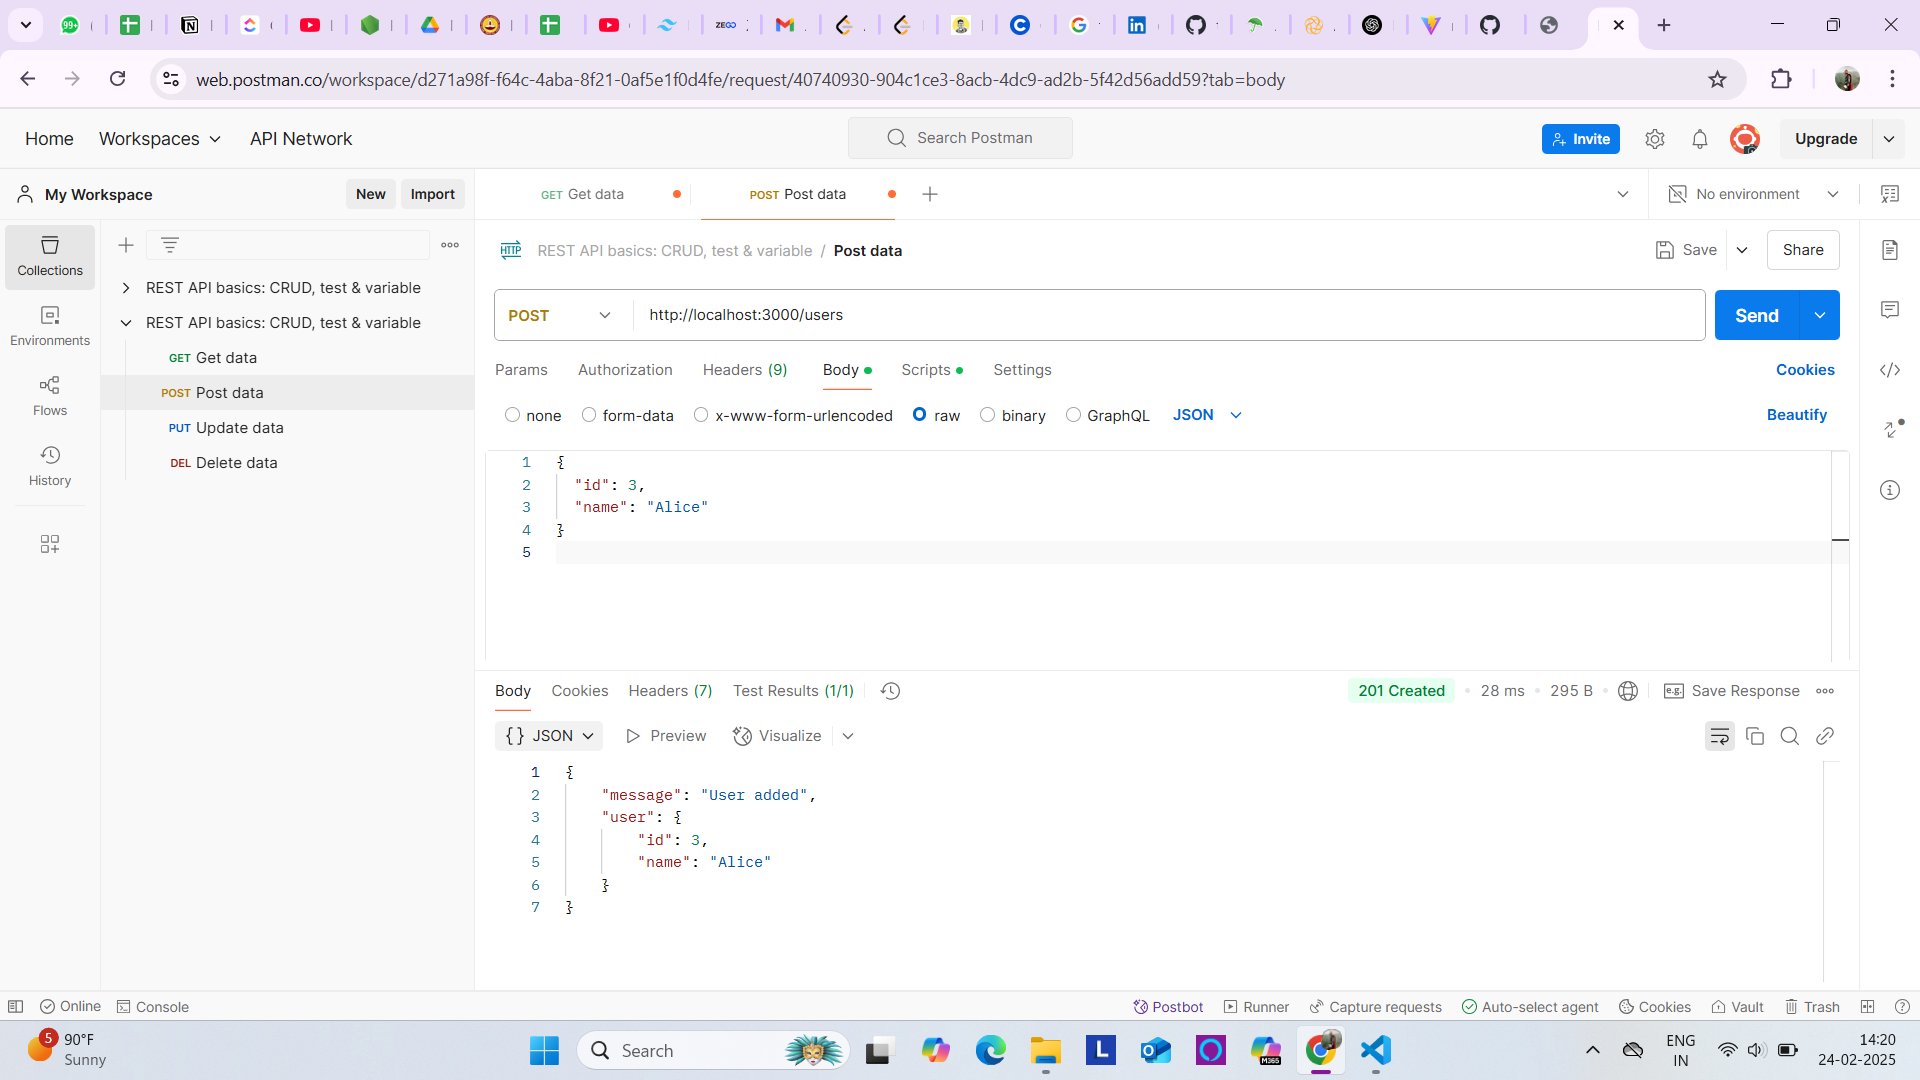 99+
ZEGO
web.postman.co/workspace/d271a98f-f64c-4aba-8f21-0af5e1f0d4fe/request/40740930-904c1ce3-8acb-4dc9-ad2b-5f42d56add59?tab=body
Home Workspaces API Network Search Postman Invite Upgrade
My Workspace New Import GET Get data POST Post data No environment
Collections
Environments
Flows
History
REST API basics: CRUD, test & variable
REST API basics: CRUD, test & variable
GET Get data
POST Post data
PUT Update data
DEL Delete data
HTTP REST API basics: CRUD, test & variable / Post data Save Share
POST http://localhost:3000/users Send
Params Authorization Headers (9) Body Scripts Settings Cookies
none form-data x-www-form-urlencoded raw binary GraphQL JSON Beautify
1 {
2 "id": 3,
3 "name": "Alice"
4 }
5
Body Cookies Headers (7) Test Results (1/1) 201 Created 28 ms 295 B e.g. Save Response
{} JSON Preview Visualize
1 {
2 "message": "User added",
3 "user": {
4 "id": 3,
5 "name": "Alice"
6 }
7 }
Online Console Postbot Runner Capture requests Auto-select agent Cookies Vault Trash
5 90°F
Sunny
Search
L
M365
ENG
IN
14:20
24-02-2025